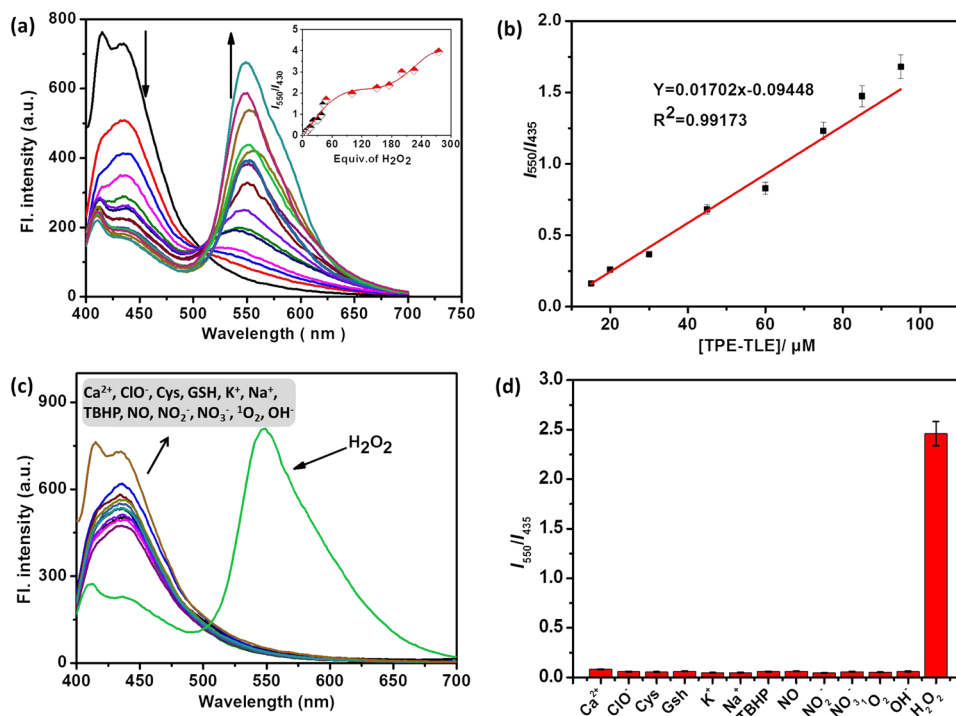 (a)
Fl. intensity (a.u.)
800
700
600
500
400
300
200
100
0
400 450 500 550 600 650 700 750
Wavelength ( nm )
I550/I430
5
4
3
2
1
0
0 60 120 180 240 300
Equiv.of H2O2
(b)
I550/I435
2.0
1.5
1.0
0.5
0.0
Y=0.01702x-0.09448
R2=0.99173
20 40 60 80 100
[TPE-TLE]/ μM
(c)
Fl. intensity (a.u.)
900
600
300
0
Ca2+, ClO-, Cys, GSH, K+, Na+,
TBHP, NO, NO2-, NO3-, 1O2, OH-
H2O2
400 450 500 550 600 650 700
Wavelength (nm)
(d)
I550/I435
3.0
2.5
2.0
1.5
1.0
0.5
0.0
Ca2+ ClO- Cys Gsh K+ Na+ TBHP NO NO2- NO3- 1O2 OH- H2O2